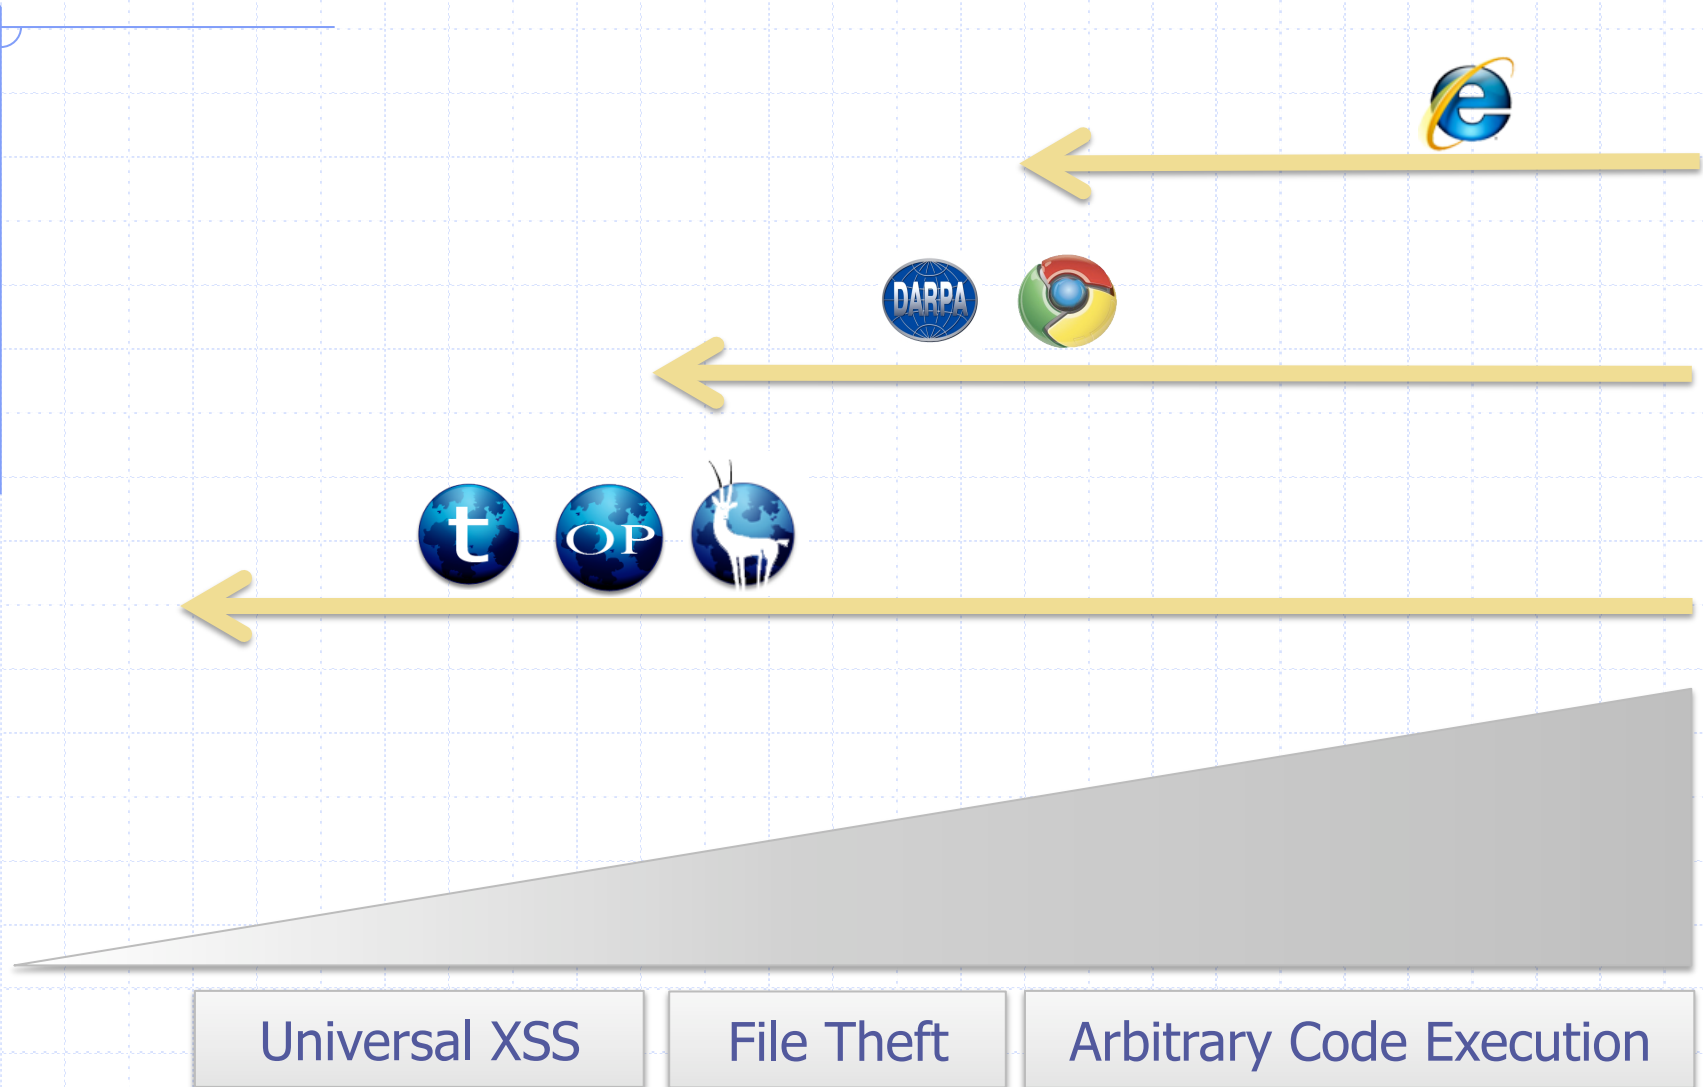 e
DARPA
t
OP
Universal XSS
File Theft
Arbitrary Code Execution